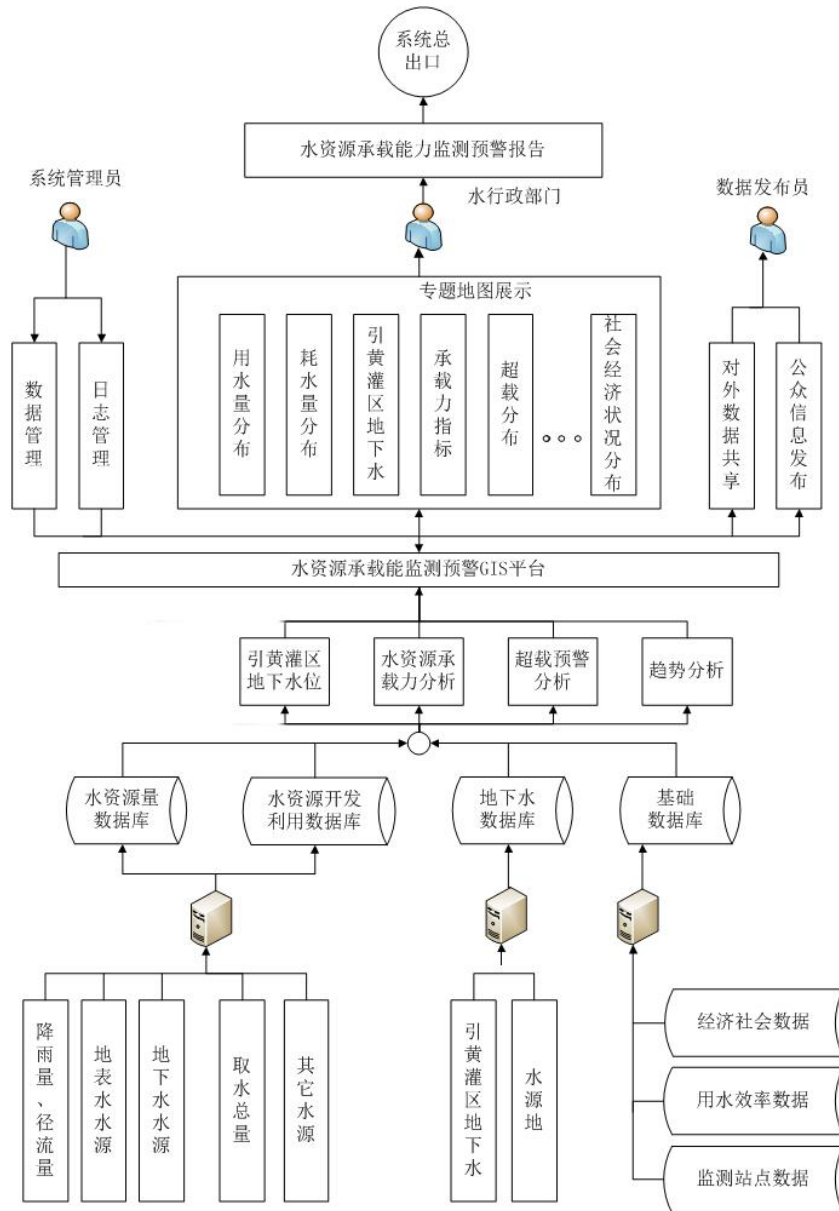 系统总
出口
水资源承载能力监测预警报告
系统管理员
水行政部门
数据发布员
专题地图展示
数据管理
日志管理
用水量分布
耗水量分布
引黄灌区地下水
承载力指标
超载分布
社会经济状况分布
对外数据共享
公众信息发布
水资源承载能监测预警GIS平台
引黄灌区
地下水位
水资源承
载力分析
超载预警
分析
趋势分析
水资源量
数据库
水资源开发
利用数据库
地下水
数据库
基础
数据库
降雨量、径流量
地表水水源
地下水水源
取水总量
其它水源
引黄灌区地下水
水源地
经济社会数据
用水效率数据
监测站点数据